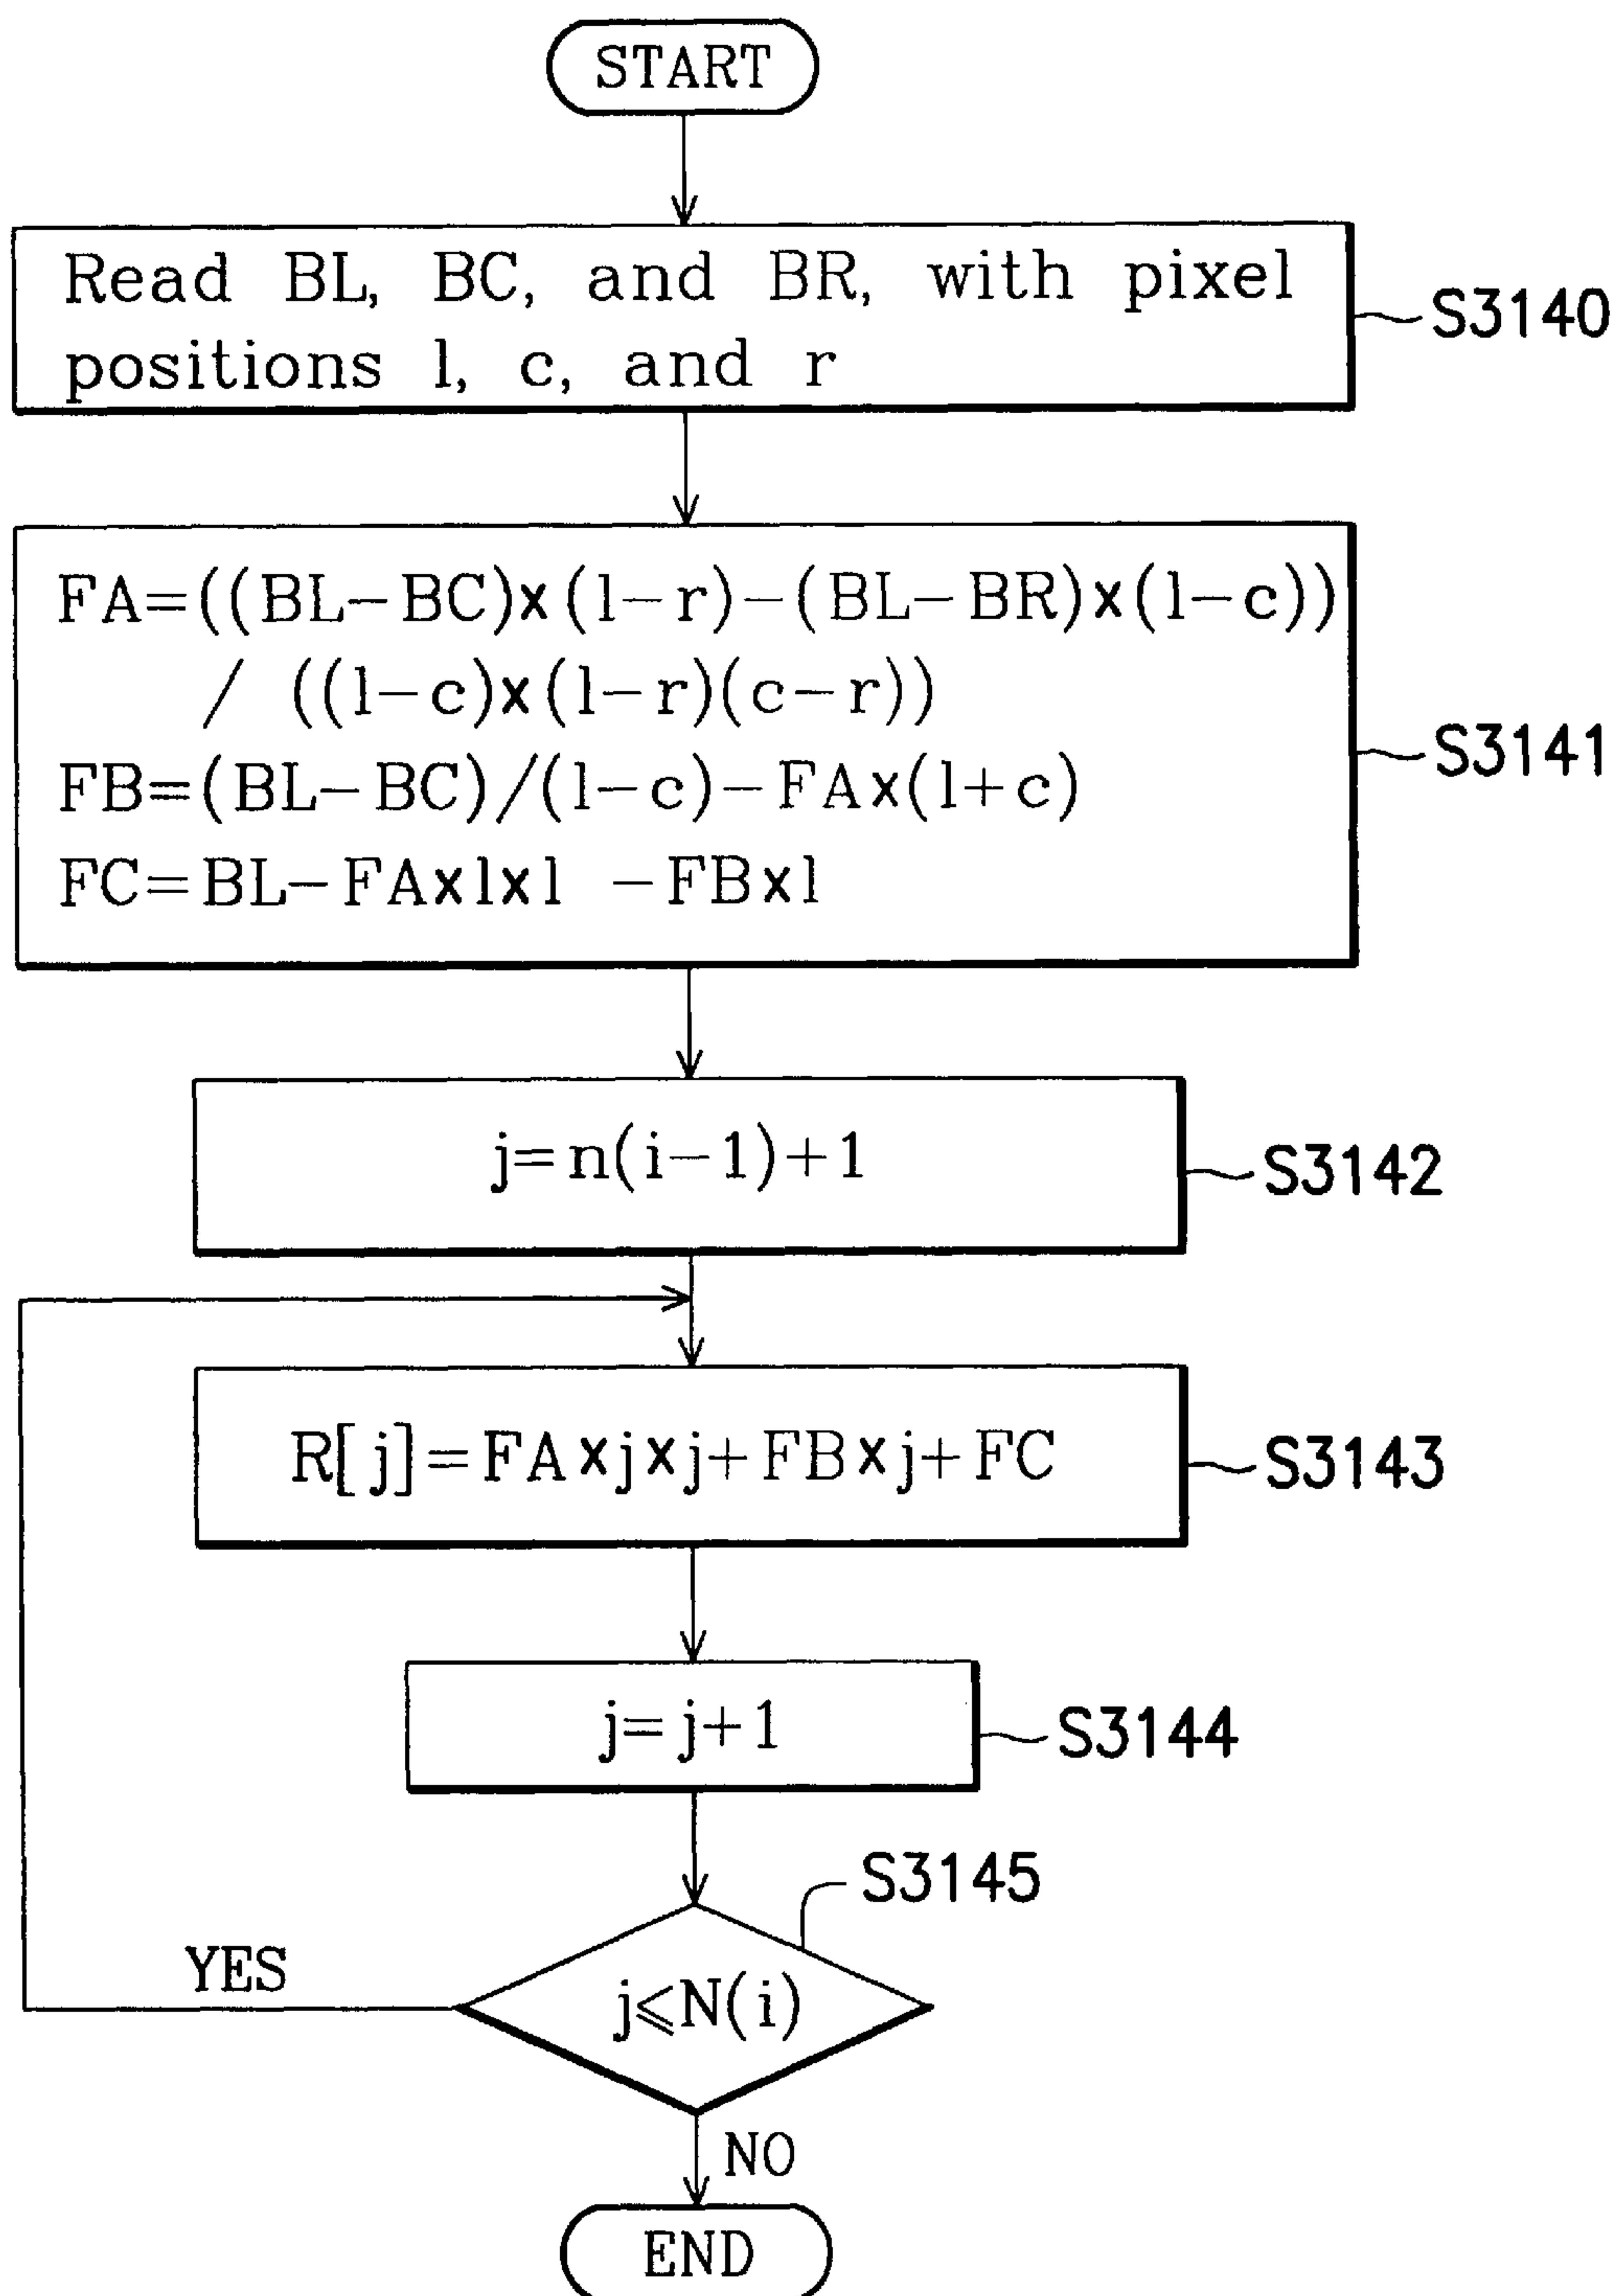 START
Read BL, BC, and BR, with pixel
positions l, c, and r
S3140
FA=((BL-BC)x(l-r)-(BL-BR)x(l-c))
/ ((l-c)x(l-r)(c-r))
FB=(BL-BC)/(l-c)-FAx(l+c)
FC=BL-FAxlxl -FBxl
S3141
j=n(i-1)+1
S3142
R[j]=FAxjxj+FBxj+FC
S3143
j=j+1
S3144
S3145
YES
j≤N(i)
NO
END